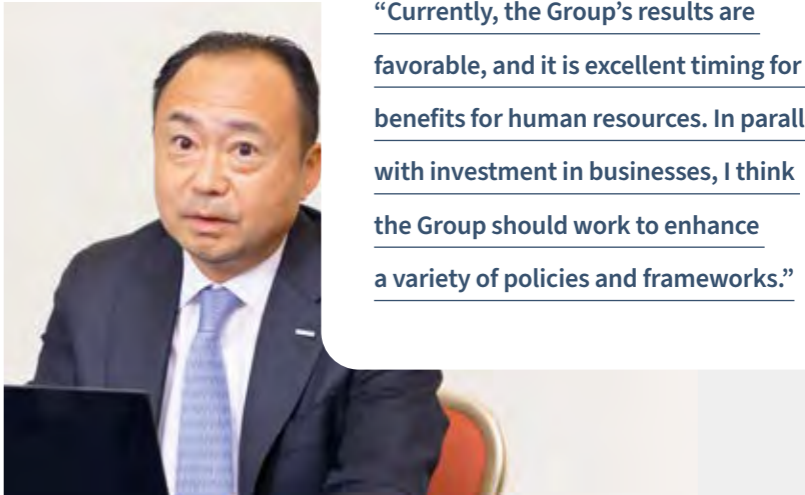 “Currently, the Group’s results are
favorable, and it is excellent timing for
benefits for human resources. In parall
with investment in businesses, I think
the Group should work to enhance
a variety of policies and frameworks.”